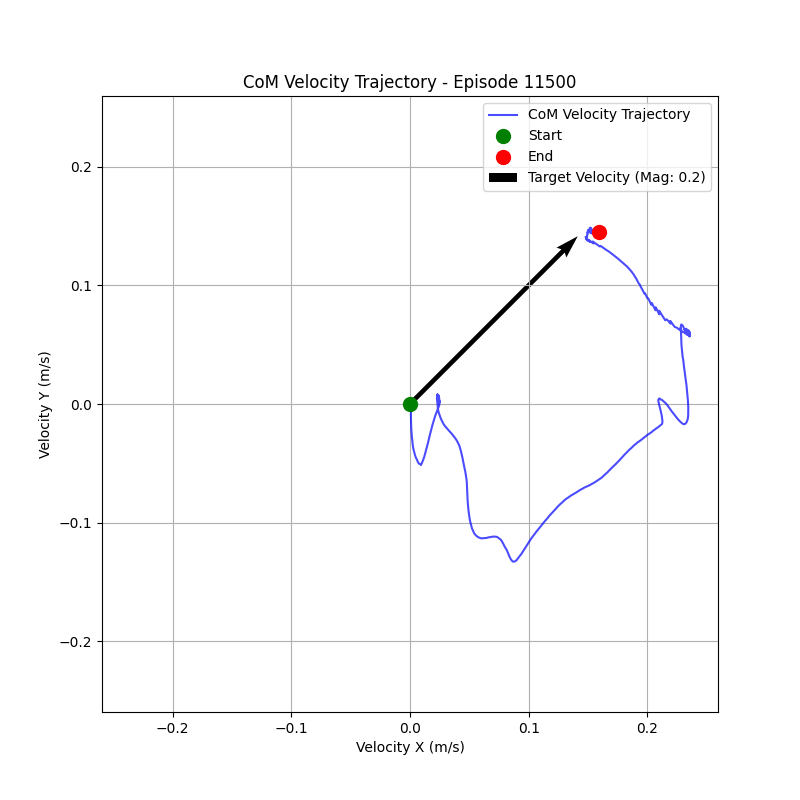 CoM Velocity Trajectory - Episode 11500
CoM Velocity Trajectory
Start
End
Target Velocity (Mag: 0.2)
0.2
0.1
0.0
−0.1
−0.2
Velocity Y (m/s)
−0.2
−0.1
0.0
0.1
0.2
Velocity X (m/s)